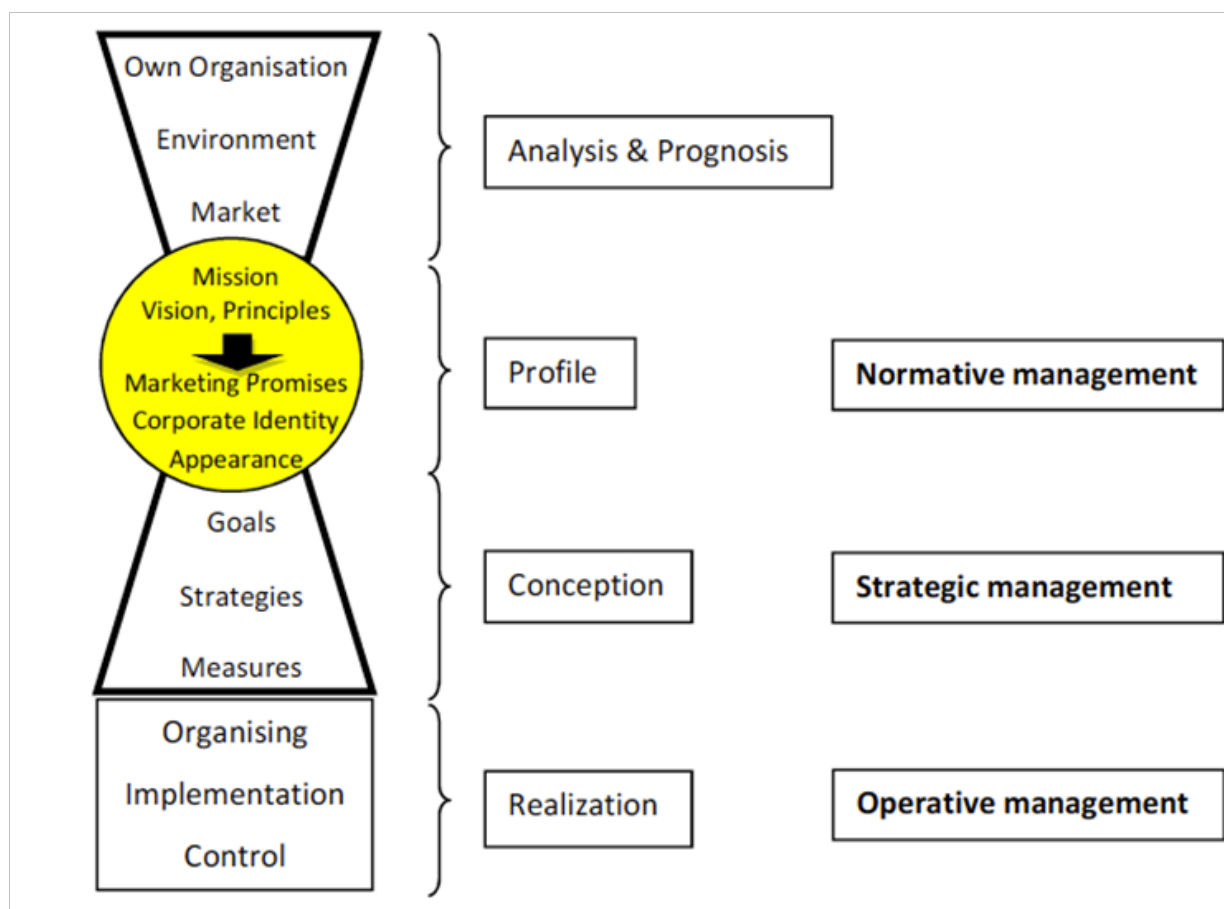 Own Organisation
Environment
Market
Analysis & Prognosis
Mission
Vision, Principles
Marketing Promises
Corporate Identity
Appearance
Profile
Normative management
Goals
Strategies
Measures
Conception
Strategic management
Organising
Implementation
Control
Realization
Operative management